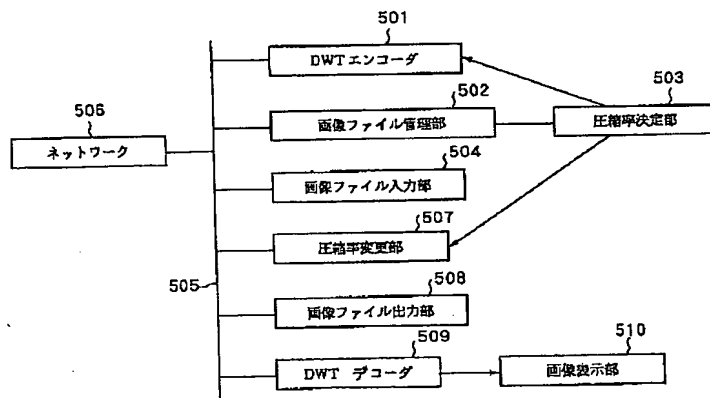 501
DWTエンコーダ
502
画像ファイル管理部
503
圧縮率決定部
506
ネットワーク
504
画像ファイル入力部
507
圧縮率変更部
505
508
画像ファイル出力部
509
DWT デコーダ
510
画像表示部